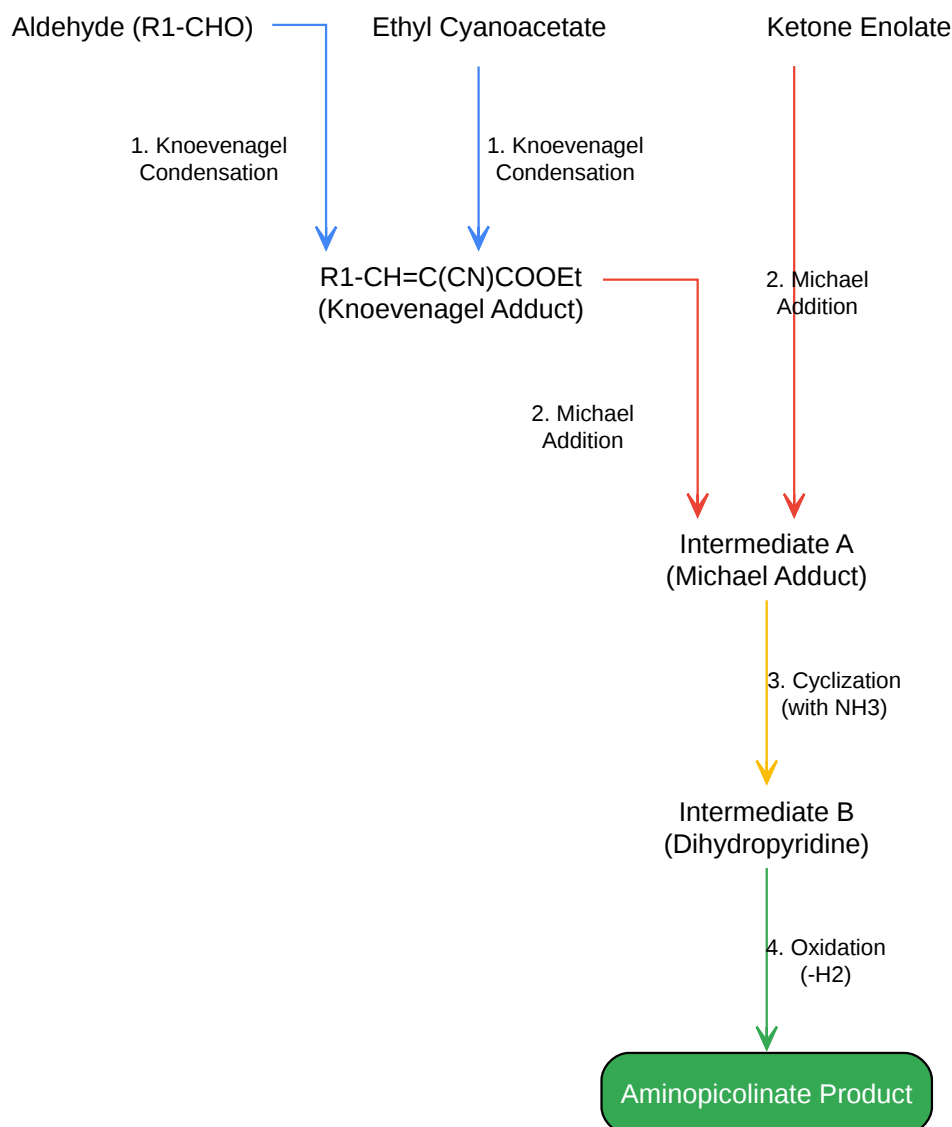 Aldehyde (R1-CHO)
Ethyl Cyanoacetate
Ketone Enolate
1. Knoevenagel
Condensation
1. Knoevenagel
Condensation
R1-CH=C(CN)COOEt
(Knoevenagel Adduct)
2. Michael
Addition
2. Michael
Addition
Intermediate A
(Michael Adduct)
3. Cyclization
(with NH3)
Intermediate B
(Dihydropyridine)
4. Oxidation
(-H2)
Aminopicolinate Product